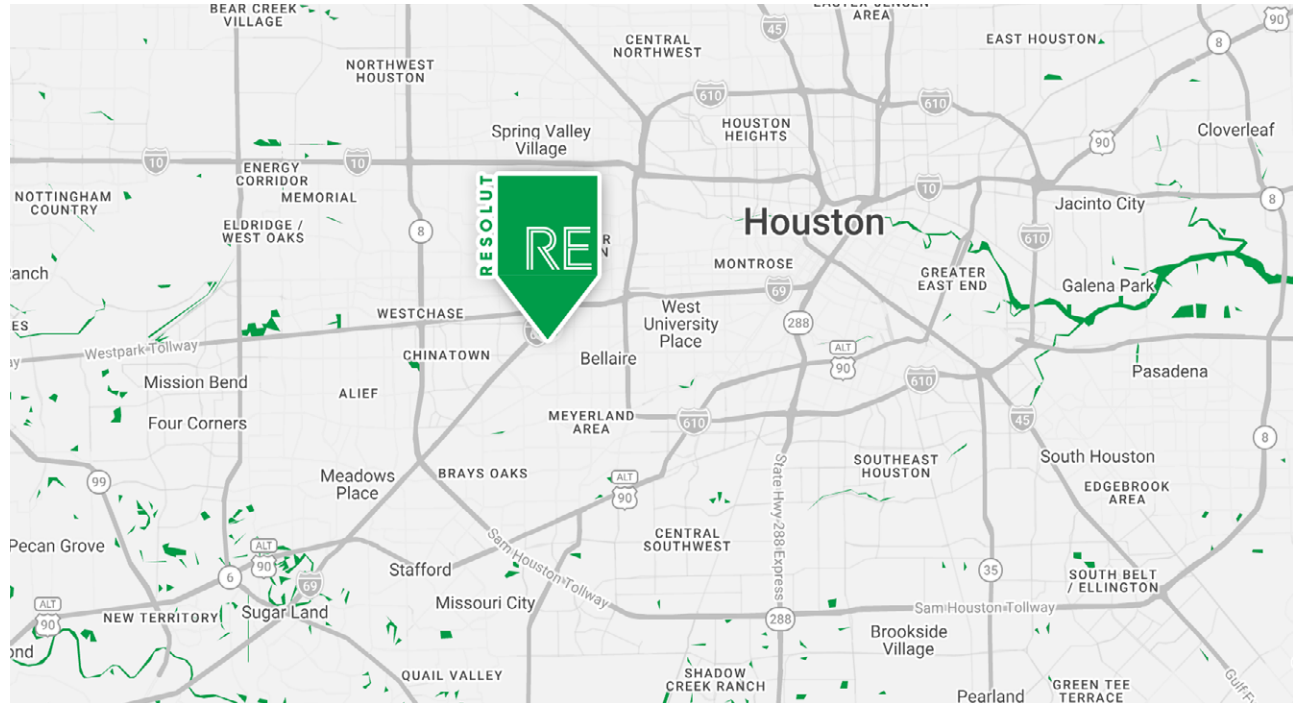 BEAR CREEK
VILLAGE
AREA
45
90
CENTRAL
NORTHWEST
EAST HOUSTON
8
NORTHWEST
HOUSTON
610
610
HOUSTON
HEIGHTS
90
Cloverleaf
Spring Valley
Village
10
10
ENERGY
CORRIDOR
MEMORIAL
NOTTINGHAM
COUNTRY
10
Jacinto City
8
RESOLUT
RE
ELDRIDGE /
WEST OAKS
8
Houston
610
MONTROSE
GREATER
EAST END
Galena Park
69
WESTCHASE
West
University
Place
288
Westpark Tollway
CHINATOWN
Bellaire
ALT
90
Pasadena
Mission Bend
ALIEF
610
Four Corners
MEYERLAND
AREA
610
45
8
Meadows
Place
BRAYS OAKS
SOUTHEAST
HOUSTON
South Houston
99
ALT
90
State Hwy 288 Express
EDGEBROOK
AREA
Pecan Grove
ALT
90
Sam Houston Tollway
CENTRAL
SOUTHWEST
6
69
Stafford
35
SOUTH BELT
/ ELLINGTON
ALT
90
NEW TERRITORY
Sugar Land
Missouri City
288
Sam Houston Tollway
Brookside
Village
QUAIL VALLEY
SHADOW
CREEK RANCH
Pearland
GREEN TEE
TERRACE